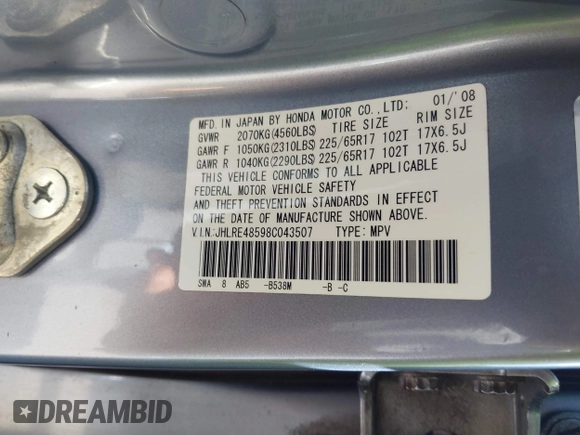 MFD. IN JAPAN BY HONDA MOTOR CO.,LTD: 01/'08
GVWR 2070KG(4560LBS) TIRE SIZE RIM SIZE
GAWR F 1050KG(2310LBS) 225/65R17 102T 17X6.5J
GAWR R 1040KG(2290LBS) 225/65R17 102T 17X6.5J
THIS VEHICLE CONFORMS TO ALL APPLICABLE
FEDERAL MOTOR VEHICLE SAFETY
AND THEFT PREVENTION STANDARDS IN EFFECT
ON THE DATE OF MANUFACTURE SHOWN ABOVE.
V.I.N:JHLRE48598C043507 TYPE: MPV
SWA 8 AB5 -B538M -B -C
DREAMBID